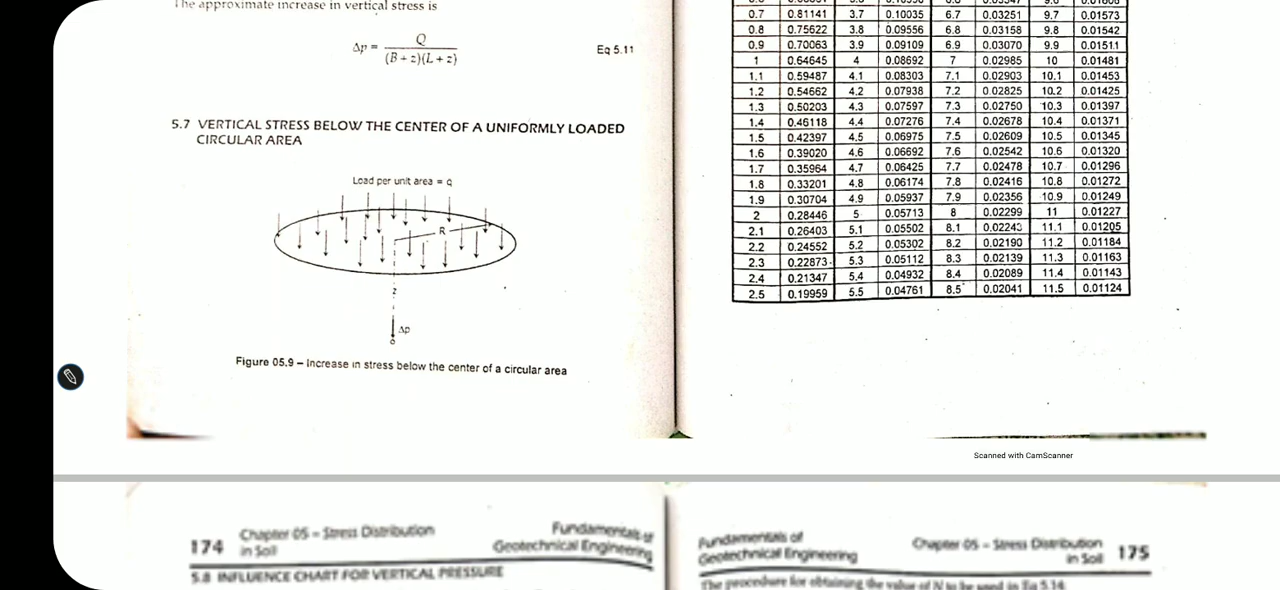 The approximate increase in vertical stress is
Δp = Q / (B + z)(L + z) Eq 5.11
5.7 VERTICAL STRESS BELOW THE CENTER OF A UNIFORMLY LOADED
CIRCULAR AREA
Load per unit area = q
R
z
Δp
Figure 05.9 – Increase in stress below the center of a circular area
0.7 0.81141 3.7 0.10035 6.7 0.03251 9.7 0.01573
0.8 0.75622 3.8 0.09556 6.8 0.03158 9.8 0.01542
0.9 0.70063 3.9 0.09109 6.9 0.03070 9.9 0.01511
1 0.64645 4 0.08692 7 0.02985 10 0.01481
1.1 0.59487 4.1 0.08303 7.1 0.02903 10.1 0.01453
1.2 0.54662 4.2 0.07938 7.2 0.02825 10.2 0.01425
1.3 0.50203 4.3 0.07597 7.3 0.02750 10.3 0.01397
1.4 0.46118 4.4 0.07276 7.4 0.02678 10.4 0.01371
1.5 0.42397 4.5 0.06975 7.5 0.02609 10.5 0.01345
1.6 0.39020 4.6 0.06692 7.6 0.02542 10.6 0.01320
1.7 0.35964 4.7 0.06425 7.7 0.02478 10.7 0.01296
1.8 0.33201 4.8 0.06174 7.8 0.02416 10.8 0.01272
1.9 0.30704 4.9 0.05937 7.9 0.02356 10.9 0.01249
2 0.28446 5 0.05713 8 0.02299 11 0.01227
2.1 0.26403 5.1 0.05502 8.1 0.02243 11.1 0.01205
2.2 0.24552 5.2 0.05302 8.2 0.02190 11.2 0.01184
2.3 0.22873 5.3 0.05112 8.3 0.02139 11.3 0.01163
2.4 0.21347 5.4 0.04932 8.4 0.02089 11.4 0.01143
2.5 0.19959 5.5 0.04761 8.5 0.02041 11.5 0.01124
Scanned with CamScanner
174 Chapter 05 – Stress Distribution in Soil
Fundamentals of
Geotechnical Engineering
5.8 INFLUENCE CHART FOR VERTICAL PRESSURE
Fundamentals of
Geotechnical Engineering
Chapter 05 – Stress Distribution in Soil 175
The procedure for obtaining the value of N to be used in Eq 5.14